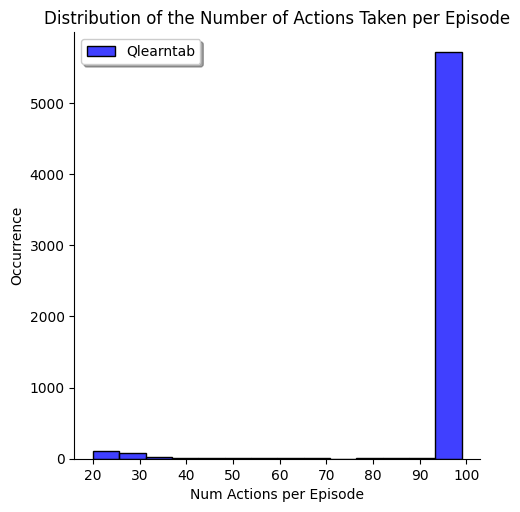 Distribution of the Number of Actions Taken per Episode
Qlearntab
Occurrence
5000
4000
3000
2000
1000
0
20 30 40 50 60 70 80 90 100
Num Actions per Episode